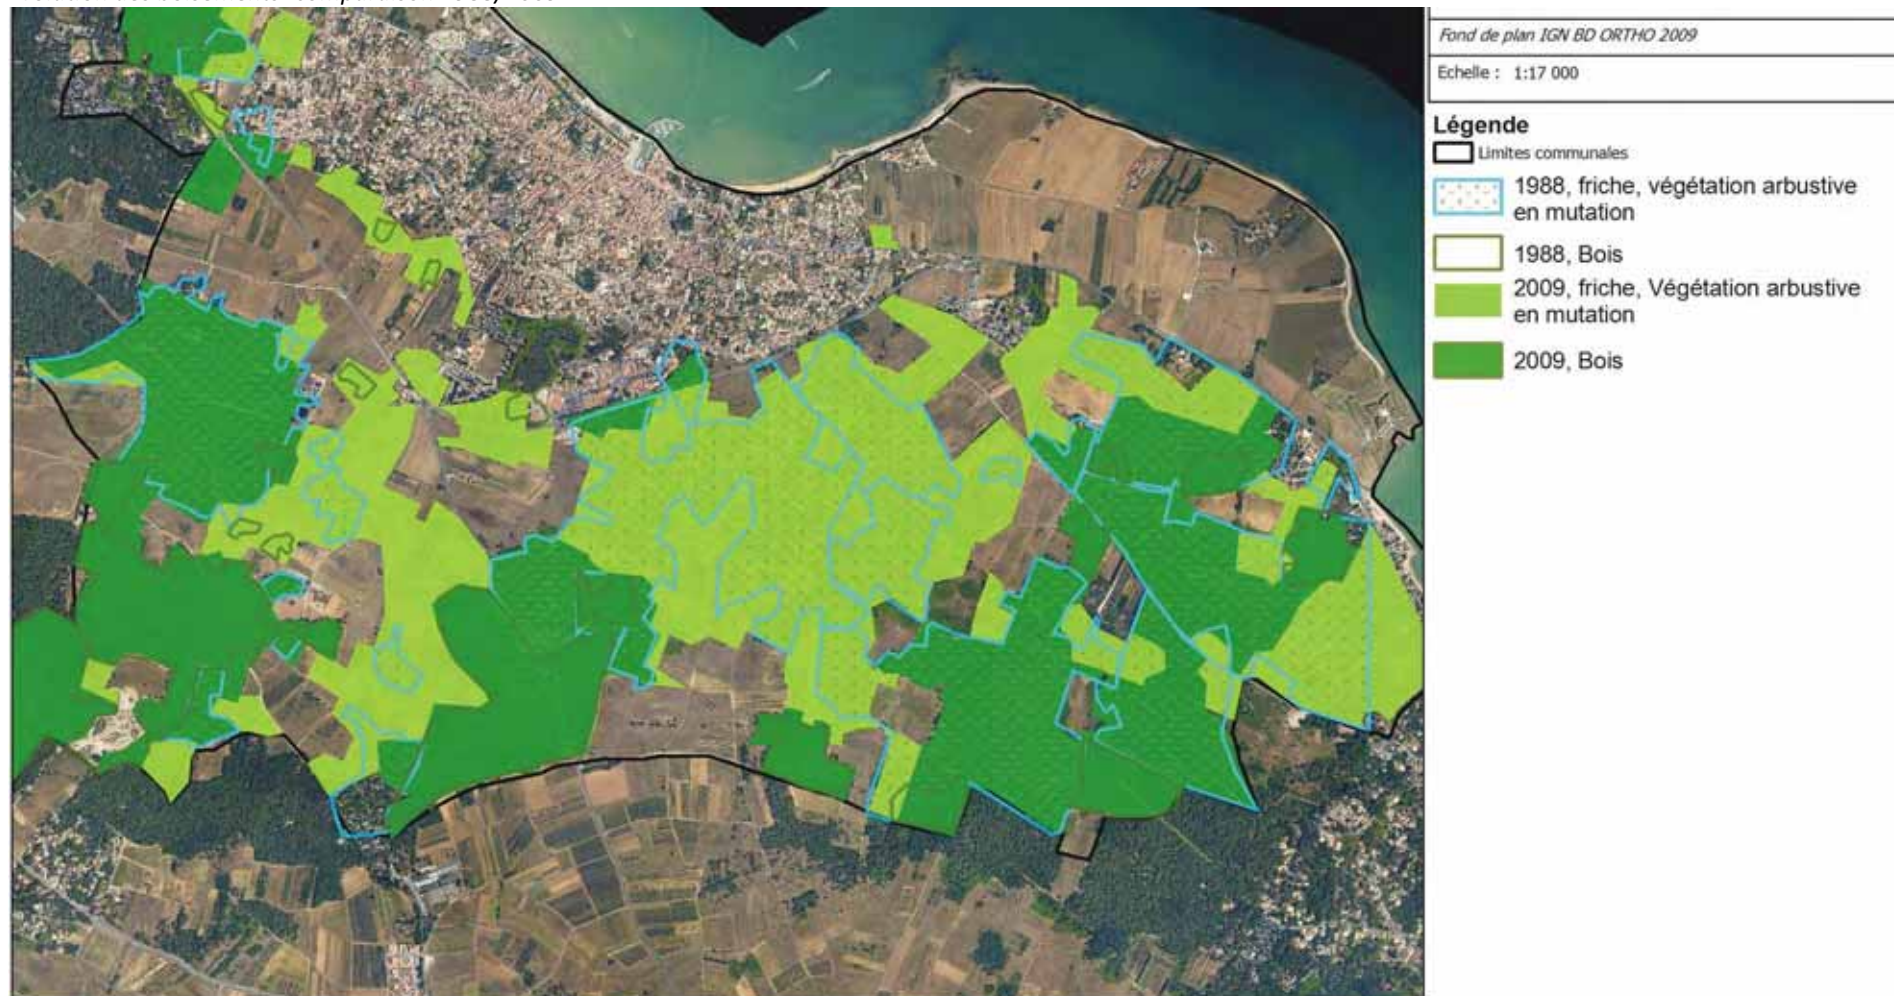 Fond de plan IGN BD ORTHO 2009
Echelle : 1:17 000
Légende
Limites communales
1988, friche, végétation arbustive
en mutation
1988, Bois
2009, friche, Végétation arbustive
en mutation
2009, Bois